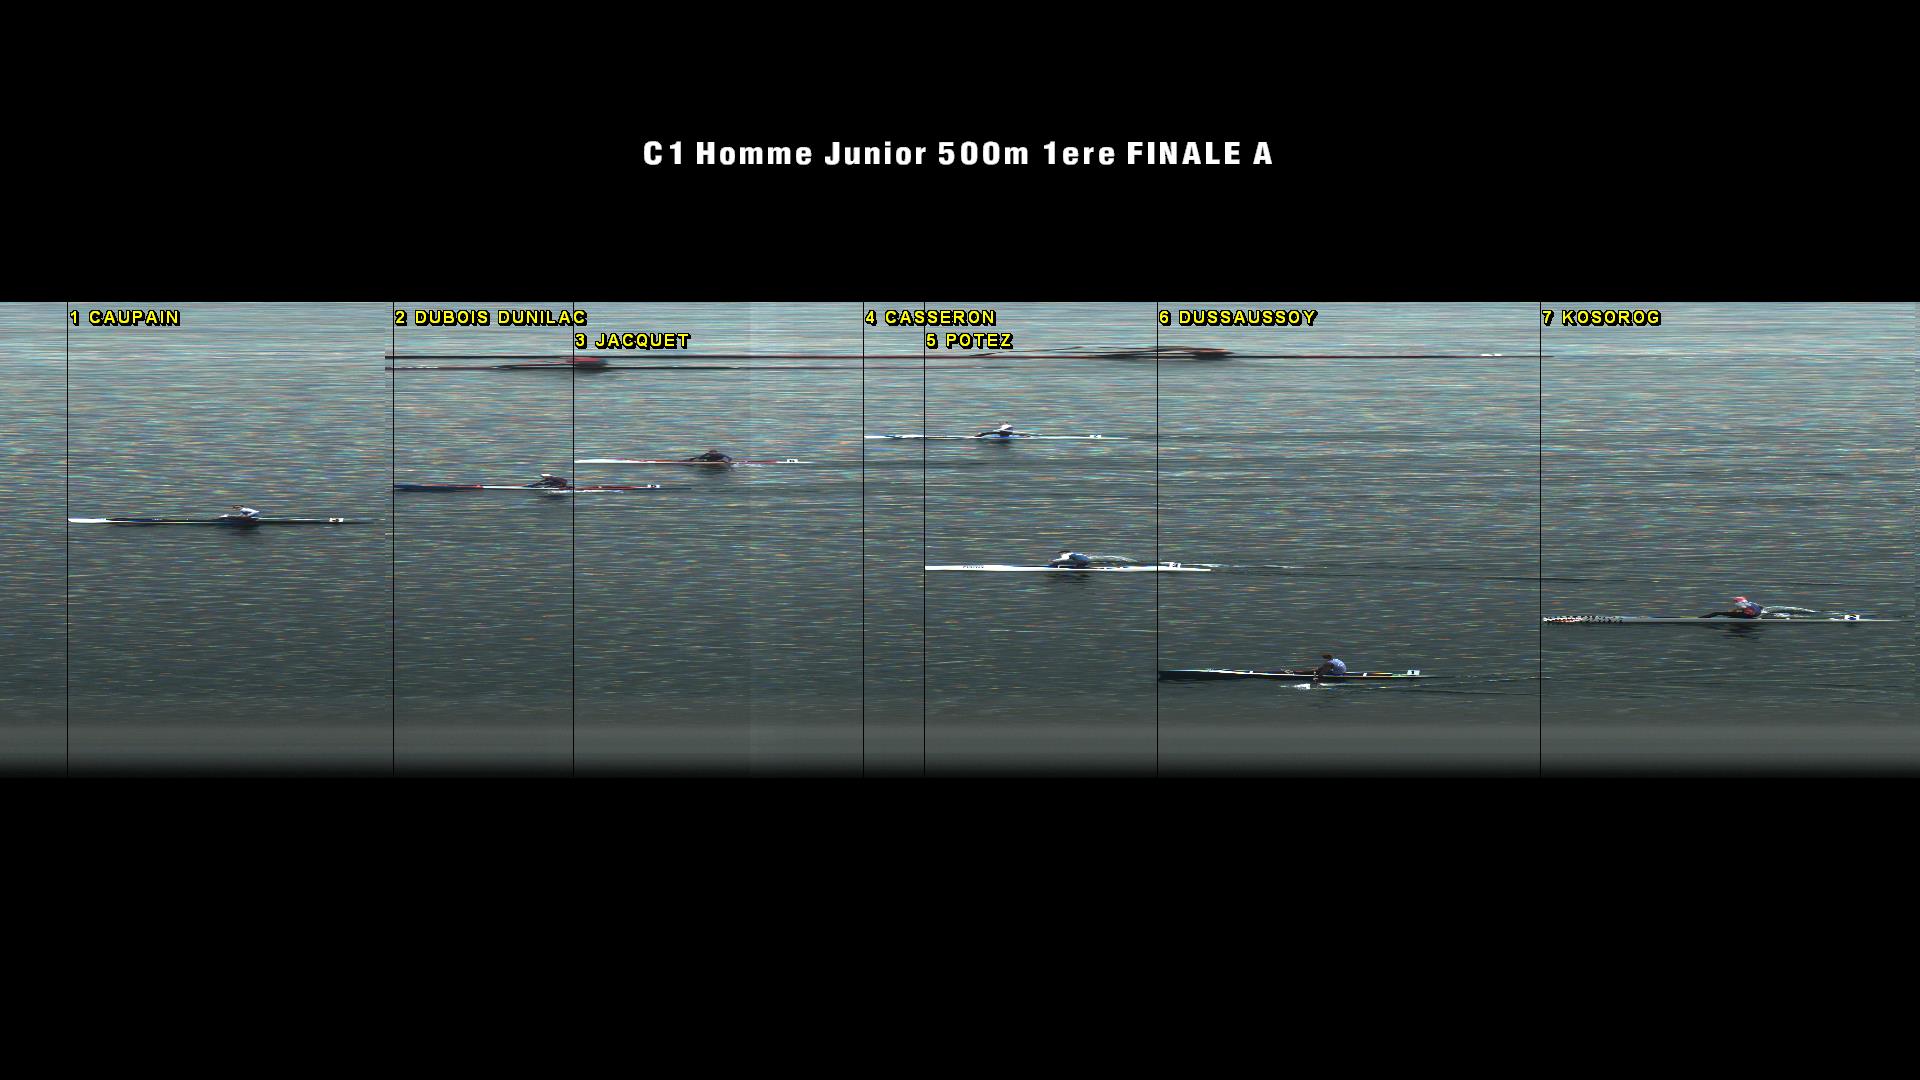 C1 Homme Junior 500m 1ere FINALE A
1 CAUPAIN
2 DUBOIS DUNILAC
3 JACQUET
4 CASSERON
5 POTEZ
6 DUSSAUSSOY
7 KOSOROG